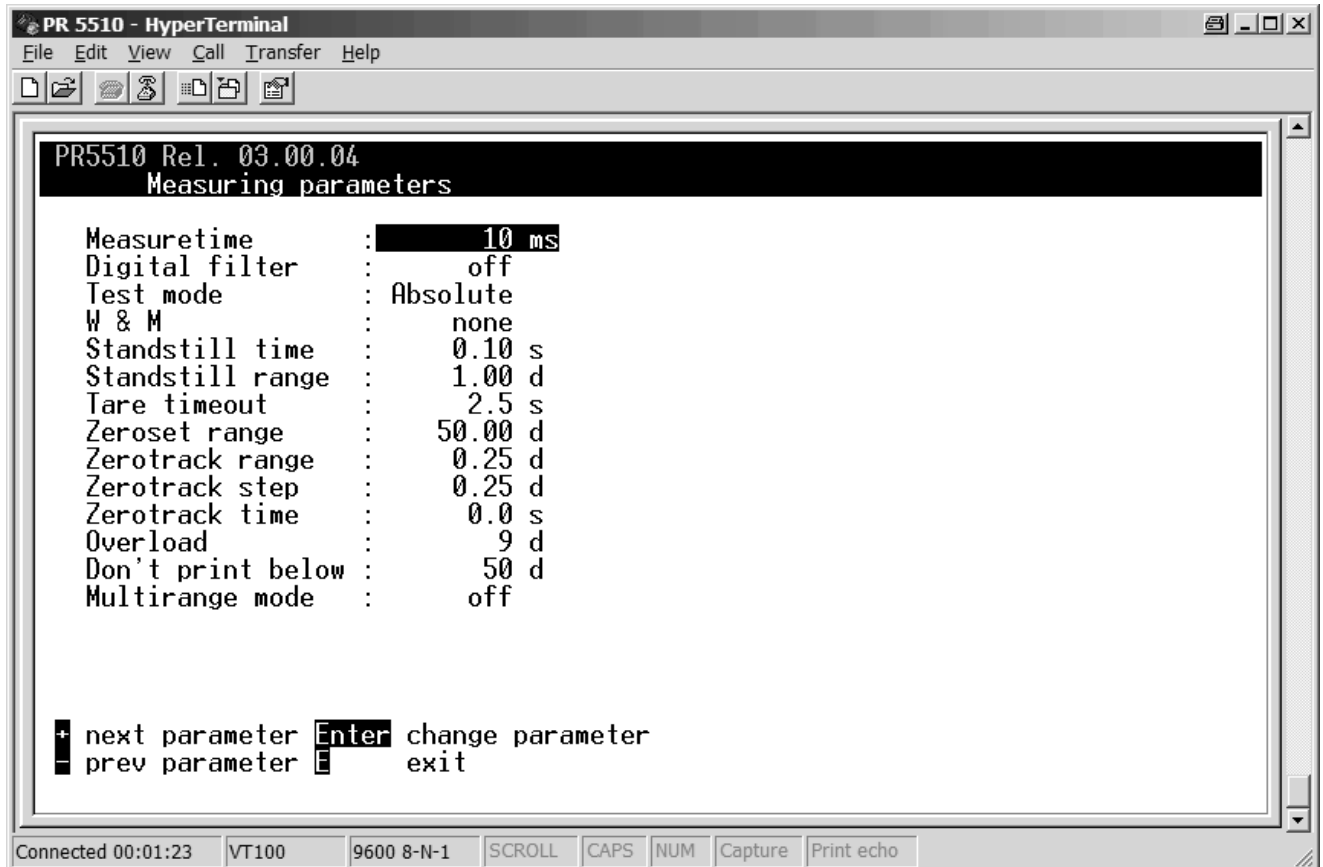 PR 5510 - HyperTerminal
File Edit View Call Transfer Help
PR5510 Rel. 03.00.04
Measuring parameters
Measuretime : 10 ms
Digital filter : off
Test mode : Absolute
W & M : none
Standstill time : 0.10 s
Standstill range : 1.00 d
Tare timeout : 2.5 s
Zeroset range : 50.00 d
Zerotrack range : 0.25 d
Zerotrack step : 0.25 d
Zerotrack time : 0.0 s
Overload : 9 d
Don't print below : 50 d
Multirange mode : off
+ next parameter Enter change parameter
- prev parameter E exit
Connected 00:01:23 VT100 9600 8-N-1 SCROLL CAPS NUM Capture Print echo